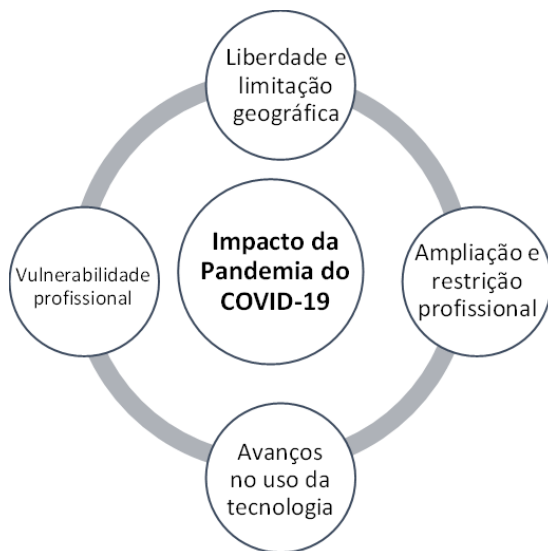 Liberdade e
limitação
geográfica
Impacto da
Pandemia do
COVID-19
Ampliação e
restrição
profissional
Vulnerabilidade
profissional
Avanços
no uso da
tecnologia